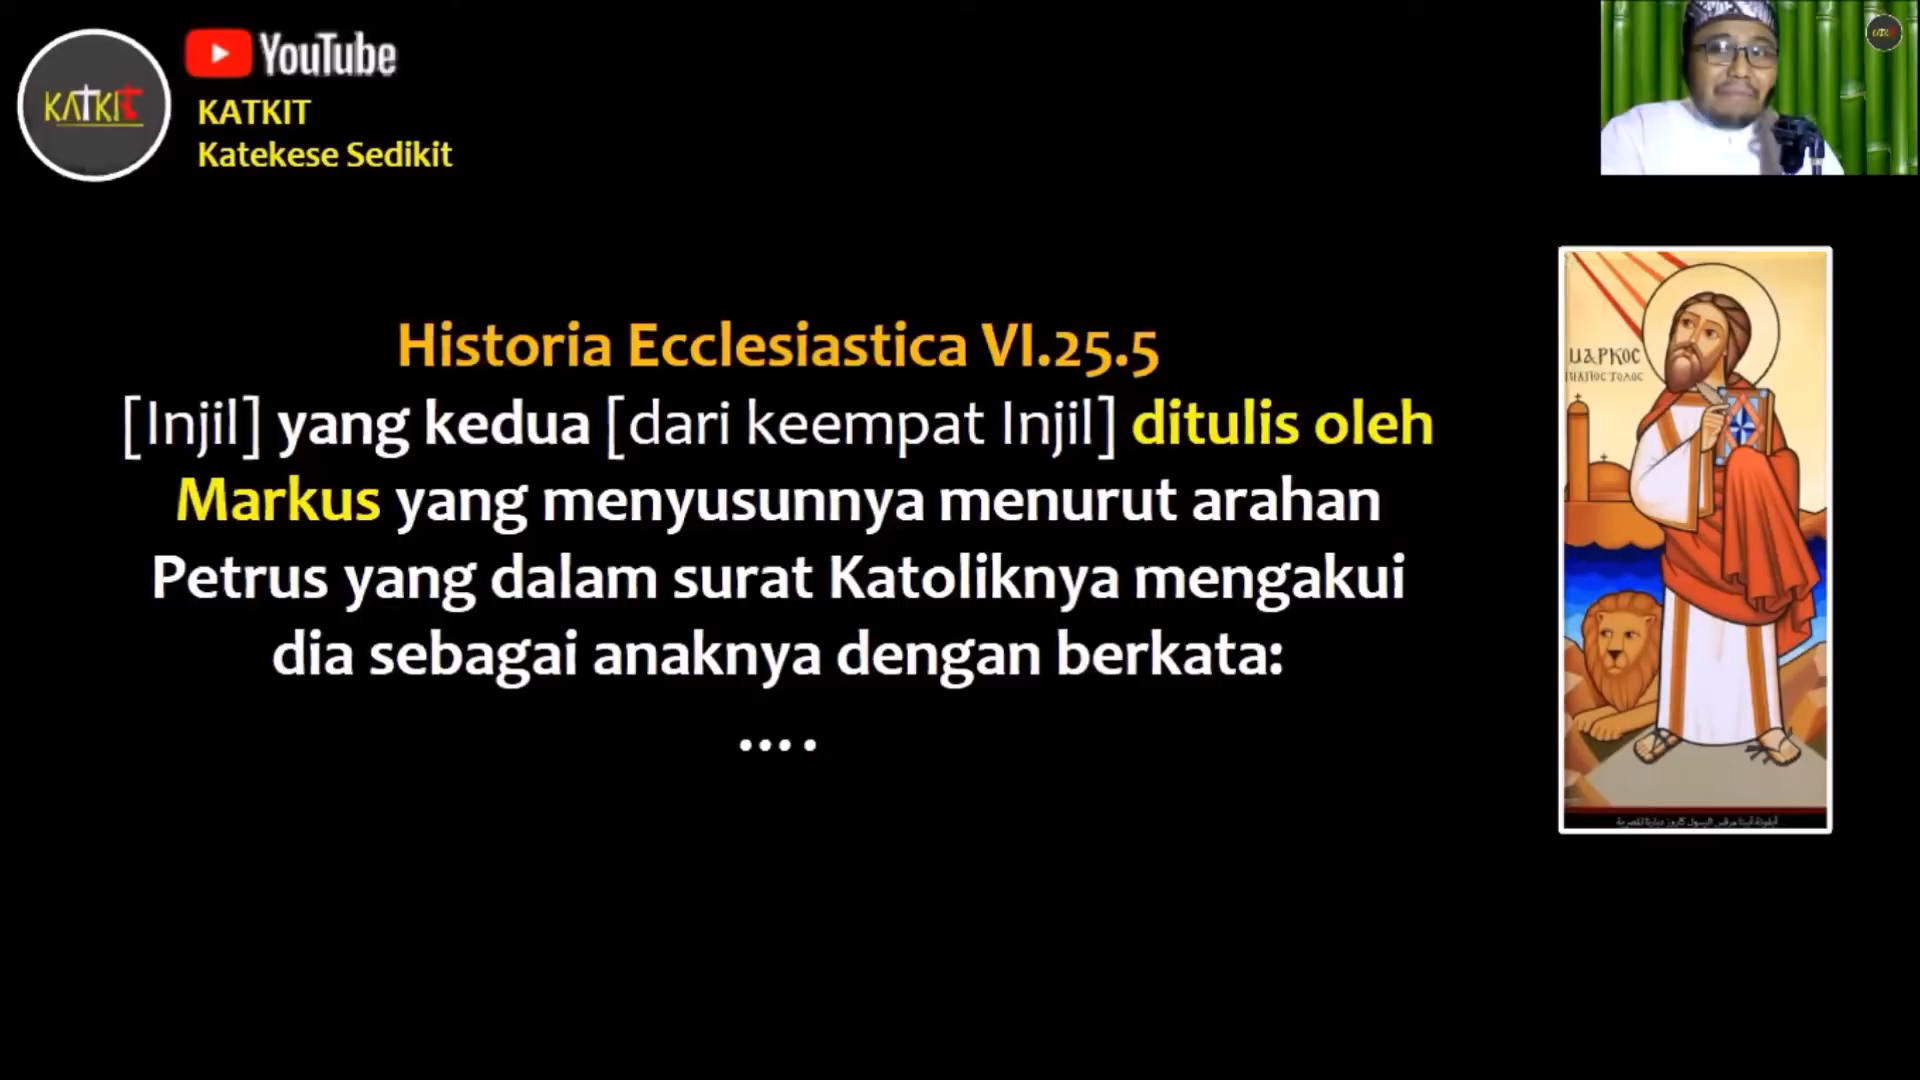 KATKIT
YouTube
KATKIT
Katekese Sedikit
Historia Ecclesiastica VI.25.5
[Injil] yang kedua [dari keempat Injil] ditulis oleh
Markus yang menyusunnya menurut arahan
Petrus yang dalam surat Katoliknya mengakui
dia sebagai anaknya dengan berkata:
....